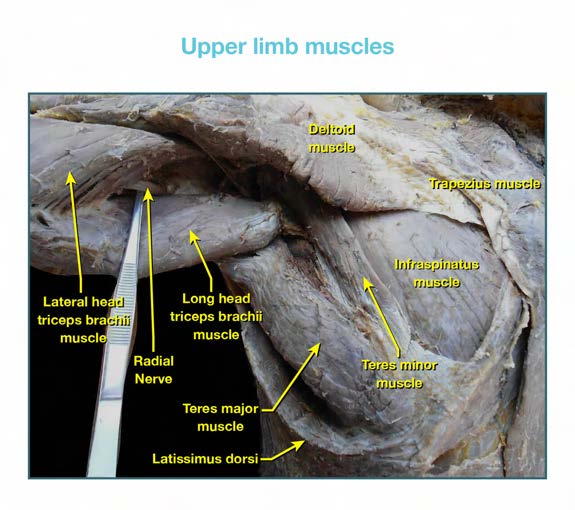 Upper limb muscles
Deltoid
muscle
Trapezius muscle
Infraspinatus
muscle
Lateral head
triceps brachii
muscle
Long head
triceps brachii
muscle
Radial
Nerve
Teres minor
muscle
Teres major
muscle
Latissimus dorsi